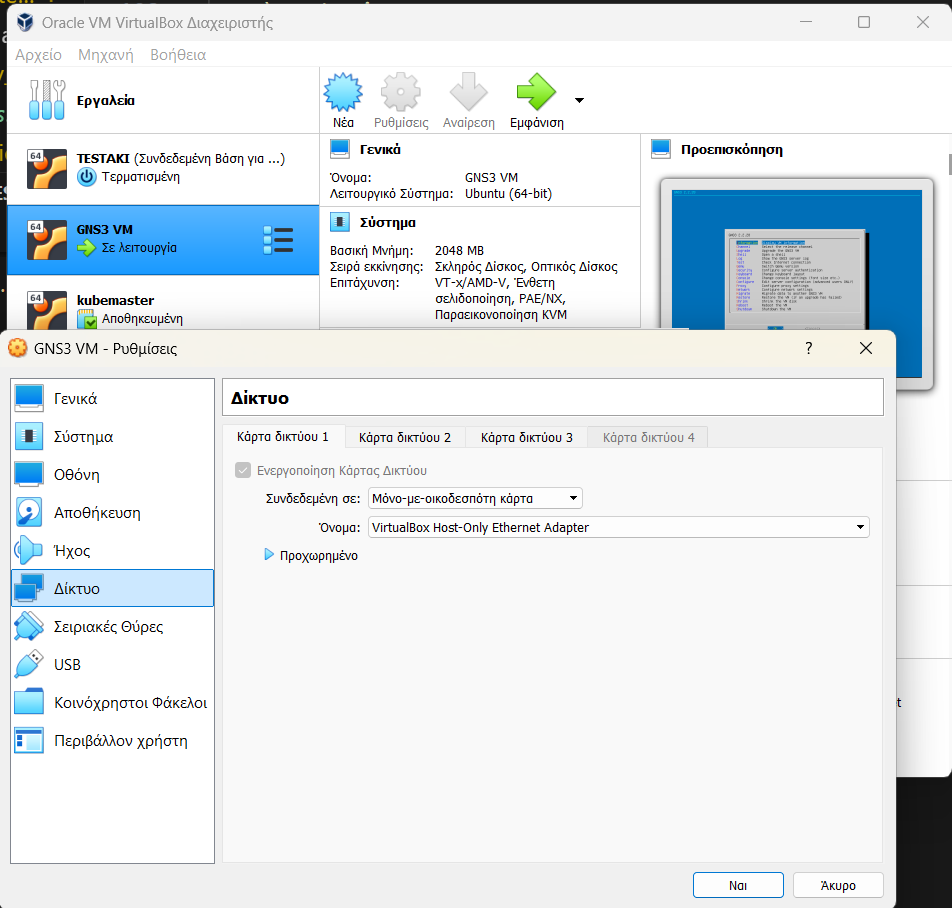 Oracle VM VirtualBox Διαχειριστής
Αρχείο Μηχανή Βοήθεια
Εργαλεία
Νέα Ρυθμίσεις Αναίρεση Εμφάνιση
64
TESTAKI (Συνδεδεμένη Βάση για ...)
Τερματισμένη
64
GNS3 VM
Σε λειτουργία
64
kubemaster
Αποθηκευμένη
Γενικά
Όνομα: GNS3 VM
Λειτουργικό Σύστημα: Ubuntu (64-bit)
Σύστημα
Βασική Μνήμη: 2048 MB
Σειρά εκκίνησης: Σκληρός Δίσκος, Οπτικός Δίσκος
Επιτάχυνση: VT-x/AMD-V, Ένθετη
σελιδοποίηση, PAE/NX,
Παραεικονοποίηση KVM
Προεπισκόπηση
GNS3 VM - Ρυθμίσεις
?
Γενικά
Σύστημα
Οθόνη
Αποθήκευση
Ήχος
Δίκτυο
Σειριακές Θύρες
USB
Κοινόχρηστοι Φάκελοι
Περιβάλλον χρήστη
Δίκτυο
Κάρτα δικτύου 1 Κάρτα δικτύου 2 Κάρτα δικτύου 3 Κάρτα δικτύου 4
Ενεργοποίηση Κάρτας Δικτύου
Συνδεδεμένη σε: Μόνο-με-οικοδεσπότη κάρτα
Όνομα: VirtualBox Host-Only Ethernet Adapter
Προχωρημένο
Ναι Άκυρο